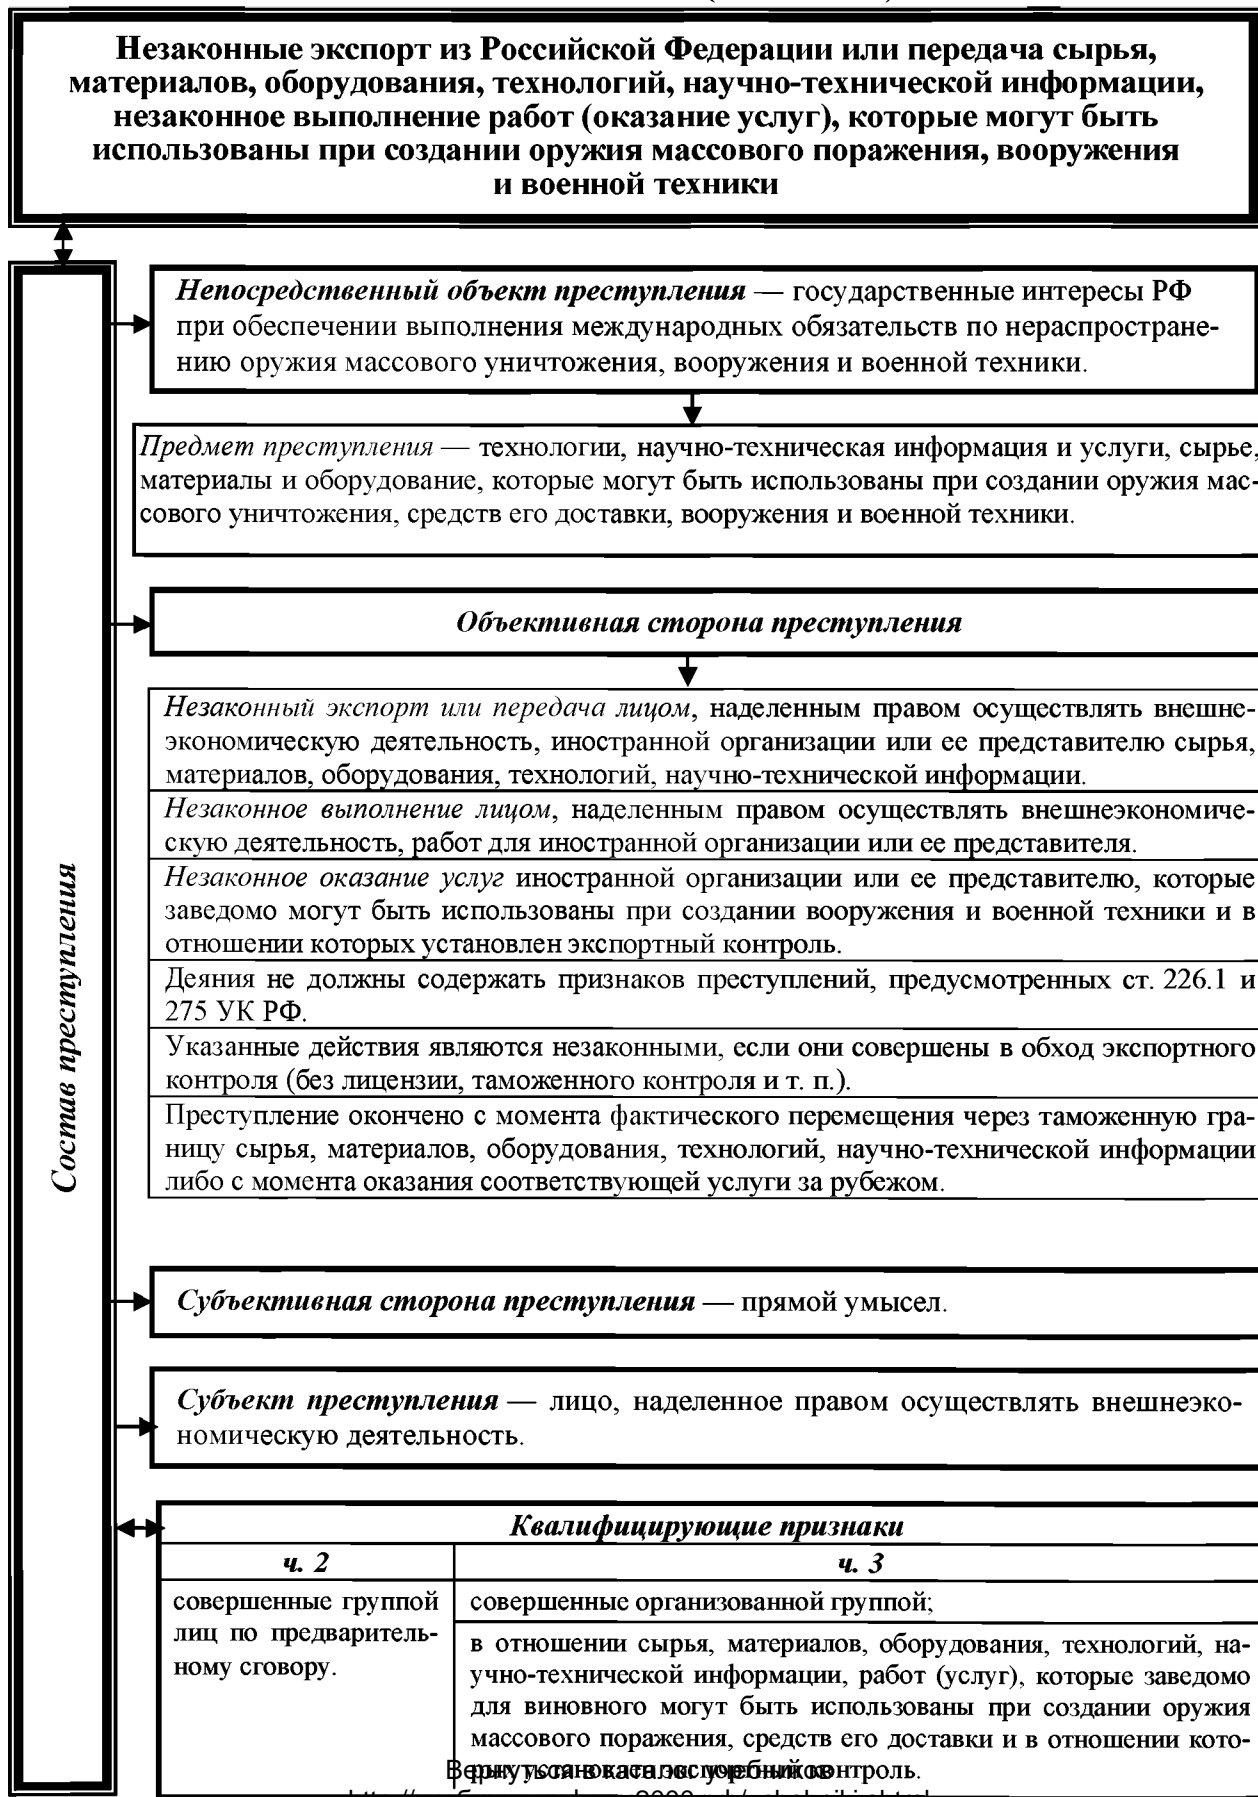 Незаконные экспорт из Российской Федерации или передача сырья,
материалов, оборудования, технологий, научно-технической информации,
незаконное выполнение работ (оказание услуг), которые могут быть
использованы при создании оружия массового поражения, вооружения
и военной техники
Непосредственный объект преступления — государственные интересы РФ
при обеспечении выполнения международных обязательств по нераспростране-
нию оружия массового уничтожения, вооружения и военной техники.
Предмет преступления — технологии, научно-техническая информация и услуги, сырье,
материалы и оборудование, которые могут быть использованы при создании оружия мас-
сового уничтожения, средств его доставки, вооружения и военной техники.
Состав преступления
Объективная сторона преступления
Незаконный экспорт или передача лицом, наделенным правом осуществлять внешне-
экономическую деятельность, иностранной организации или ее представителю сырья,
материалов, оборудования, технологий, научно-технической информации.
Незаконное выполнение лицом, наделенным правом осуществлять внешнеэкономиче-
скую деятельность, работ для иностранной организации или ее представителя.
Незаконное оказание услуг иностранной организации или ее представителю, которые
заведомо могут быть использованы при создании вооружения и военной техники и в
отношении которых установлен экспортный контроль.
Деяния не должны содержать признаков преступлений, предусмотренных ст. 226.1 и
275 УК РФ.
Указанные действия являются незаконными, если они совершены в обход экспортного
контроля (без лицензии, таможенного контроля и т. п.).
Преступление окончено с момента фактического перемещения через таможенную гра-
ницу сырья, материалов, оборудования, технологий, научно-технической информации
либо с момента оказания соответствующей услуги за рубежом.
Субъективная сторона преступления — прямой умысел.
Субъект преступления — лицо, наделенное правом осуществлять внешнеэко-
номическую деятельность.
Квалифицирующие признаки
ч. 2
ч. 3
совершенные группой
лиц по предваритель-
ному сговору.
совершенные организованной группой;
в отношении сырья, материалов, оборудования, технологий, на-
учно-технической информации, работ (услуг), которые заведомо
для виновного могут быть использованы при создании оружия
массового поражения, средств его доставки и в отношении кото-
рых установлен экспортный контроль.
Вернуться в каталог учебников